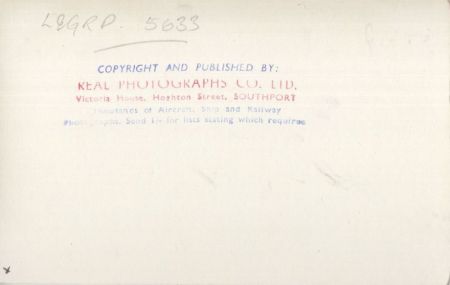 L&GRP. 5633
COPYRIGHT AND PUBLISHED BY:
REAL PHOTOGRAPHS CO. LTD,
Victoria House, Hoghton Street, SOUTHPORT
Thousands of Aircraft, Ship and Railway
Photographs. Send 1/- for lists stating which requires